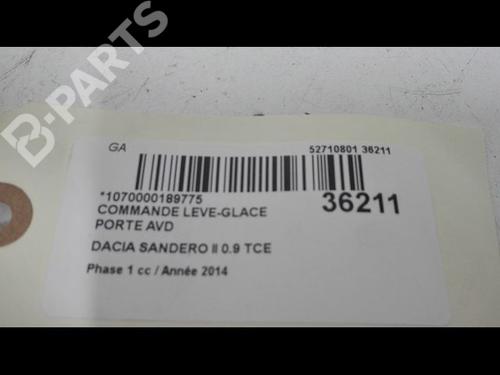 B-PARTS
GA
52710801 36211
*1070000189775
36211
COMMANDE LEVE-GLACE
PORTE AVD
DACIA SANDERO II 0.9 TCE
Phase 1 cc / Année 2014